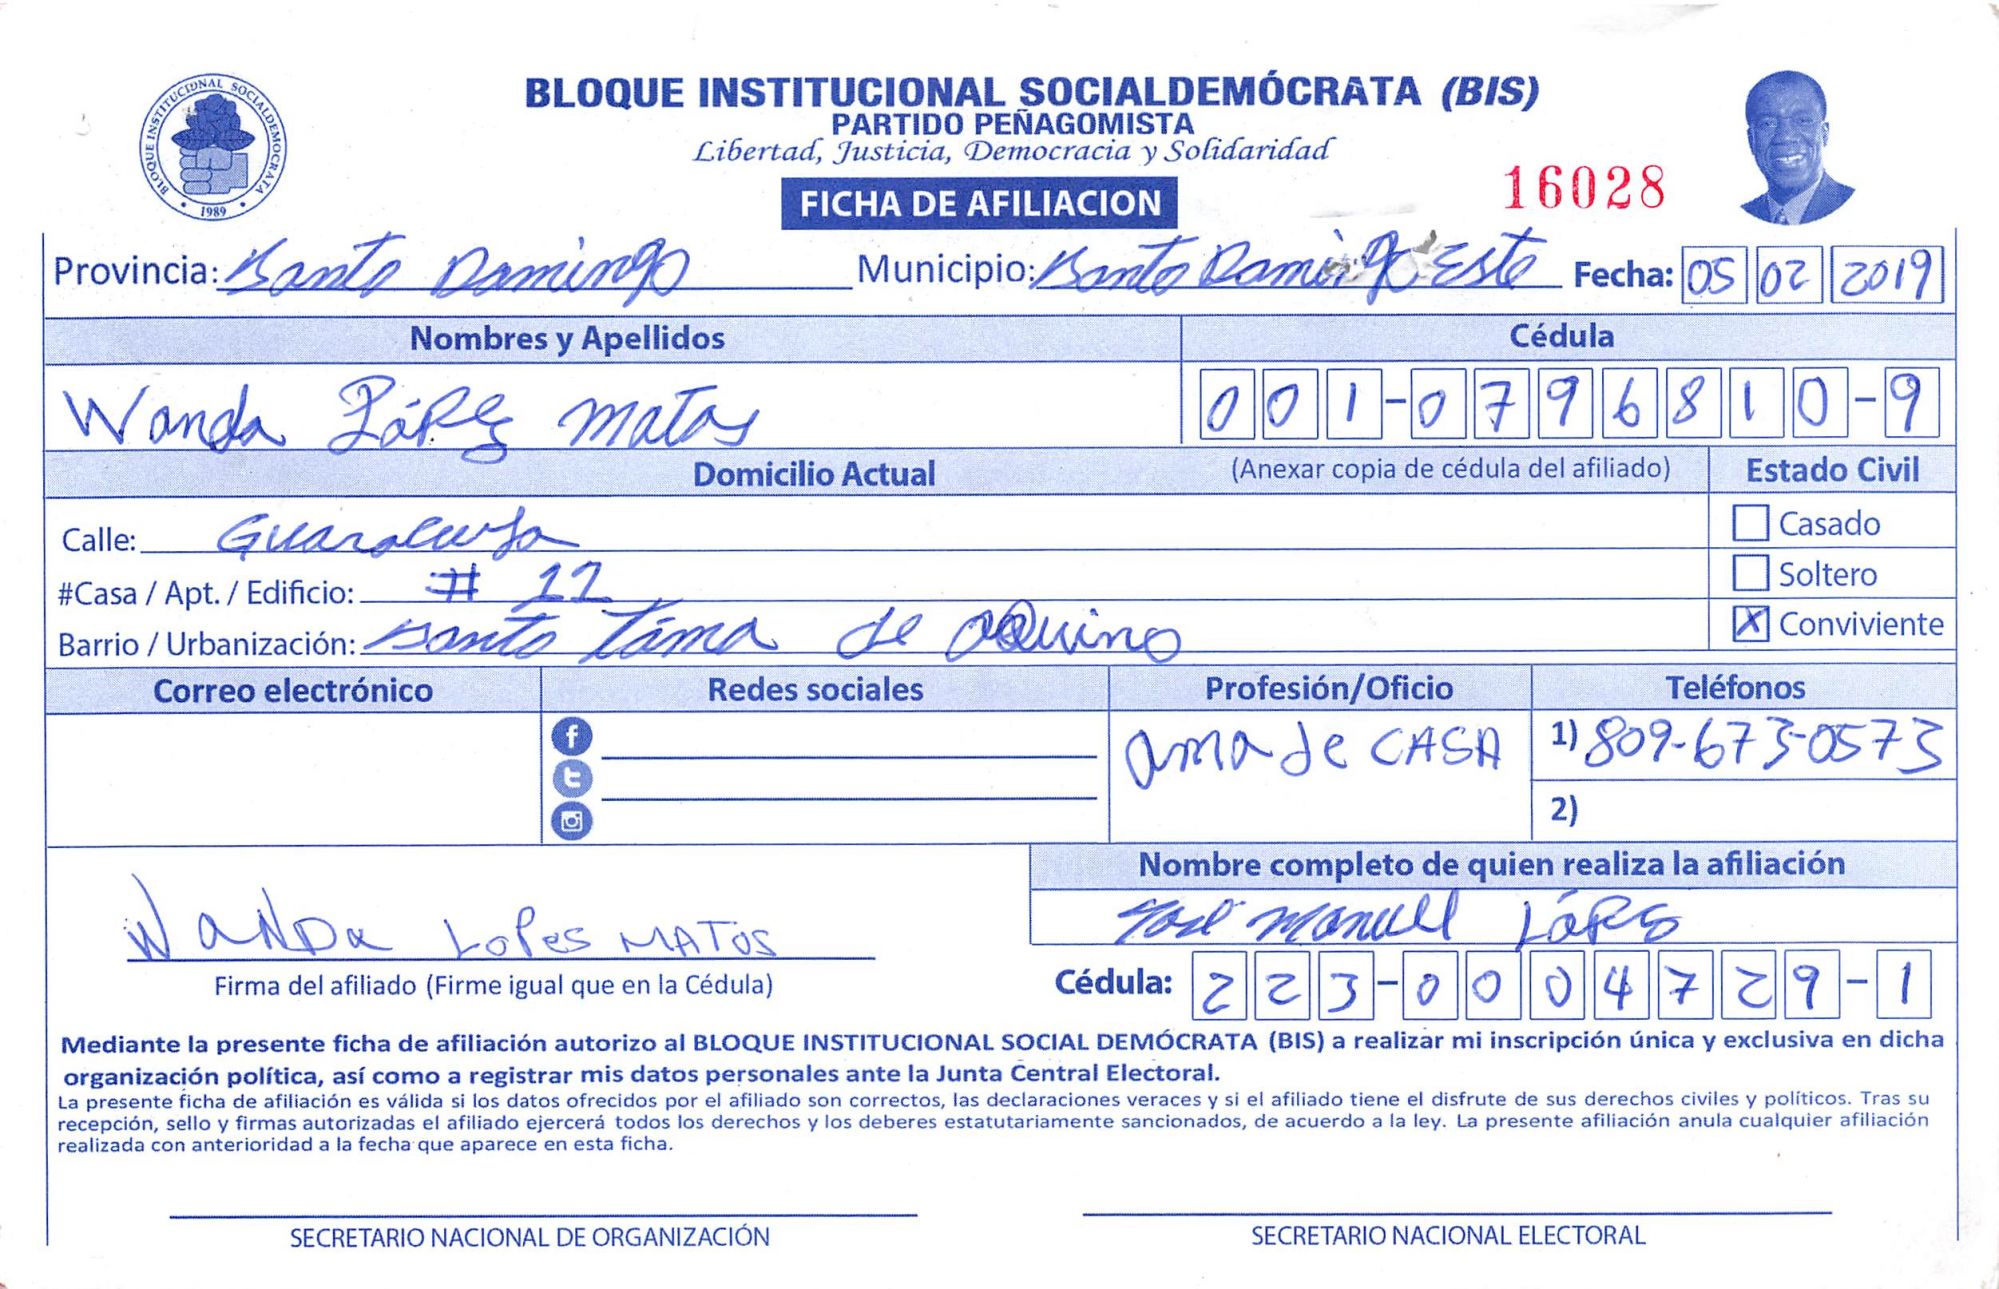 BLOQUE INSTITUCIONAL SOCIALDEMOCRATA
1989
BLOQUE INSTITUCIONAL SOCIALDEMÓCRATA (BIS)
PARTIDO PEÑAGOMISTA
Libertad, Justicia, Democracia y Solidaridad
FICHA DE AFILIACION
16028
Provincia: Santo Domingo Municipio: Santo Domingo Este Fecha: 05 02 2019
Nombres y Apellidos Cédula
Wanda López Matos 001-0796810-9
Domicilio Actual (Anexar copia de cédula del afiliado) Estado Civil
Calle: Casado
#Casa / Apt. / Edificio: # 11 Soltero
Barrio / Urbanización: Santo de X Conviviente
Correo electrónico Redes sociales Profesión/Oficio Teléfonos
ama de CASA 1) 809-673-0573
2)
Nombre completo de quien realiza la afiliación
WANDa LoPes MATOS José Manuel López
Firma del afiliado (Firme igual que en la Cédula) Cédula: 223-0004729-1
Mediante la presente ficha de afiliación autorizo al BLOQUE INSTITUCIONAL SOCIAL DEMÓCRATA (BIS) a realizar mi inscripción única y exclusiva en dicha
organización política, así como a registrar mis datos personales ante la Junta Central Electoral.
La presente ficha de afiliación es válida si los datos ofrecidos por el afiliado son correctos, las declaraciones veraces y si el afiliado tiene el disfrute de sus derechos civiles y políticos. Tras su
recepción, sello y firmas autorizadas el afiliado ejercerá todos los derechos y los deberes estatutariamente sancionados, de acuerdo a la ley. La presente afiliación anula cualquier afiliación
realizada con anterioridad a la fecha que aparece en esta ficha.
SECRETARIO NACIONAL DE ORGANIZACIÓN SECRETARIO NACIONAL ELECTORAL